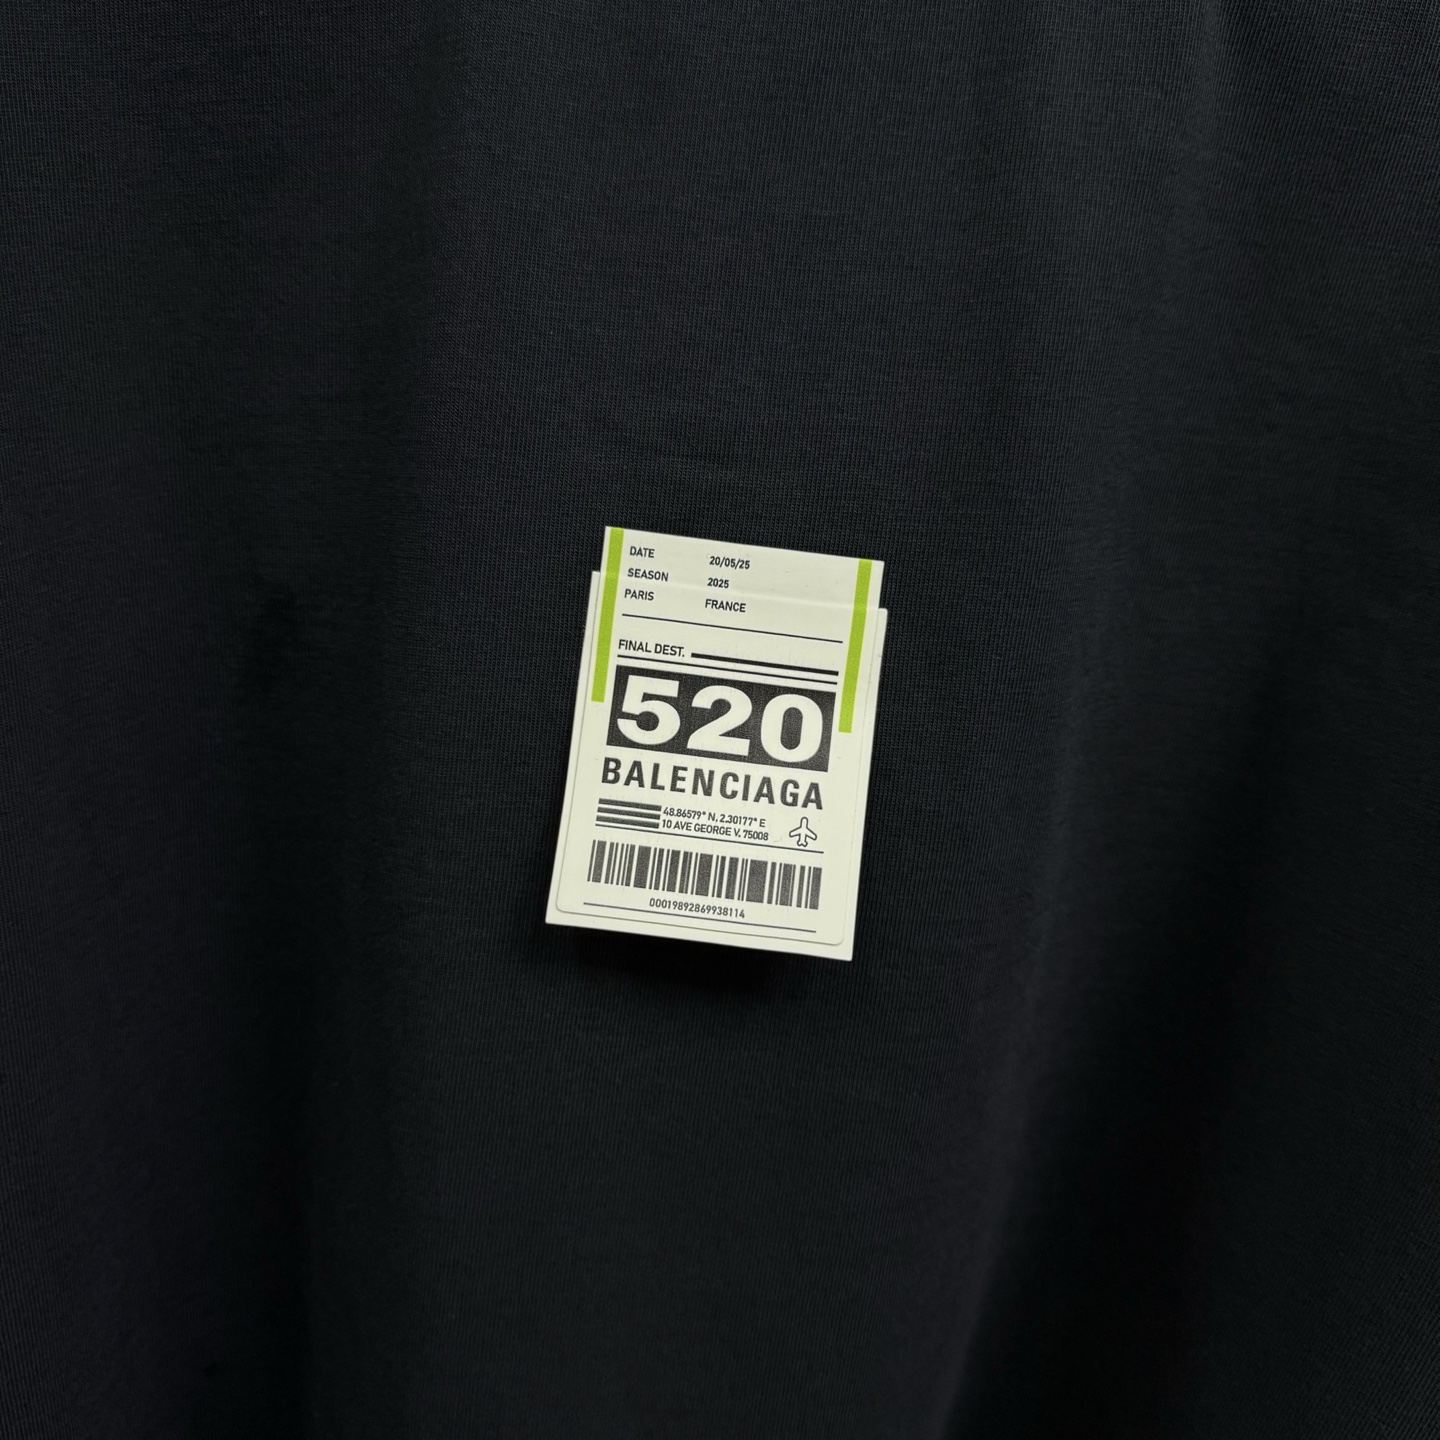 DATE 20/05/25
SEASON 2025
PARIS FRANCE
FINAL DEST.
520
BALENCIAGA
48.86579° N, 2.30177° E
10 AVE GEORGE V. 75008
00019892869938114